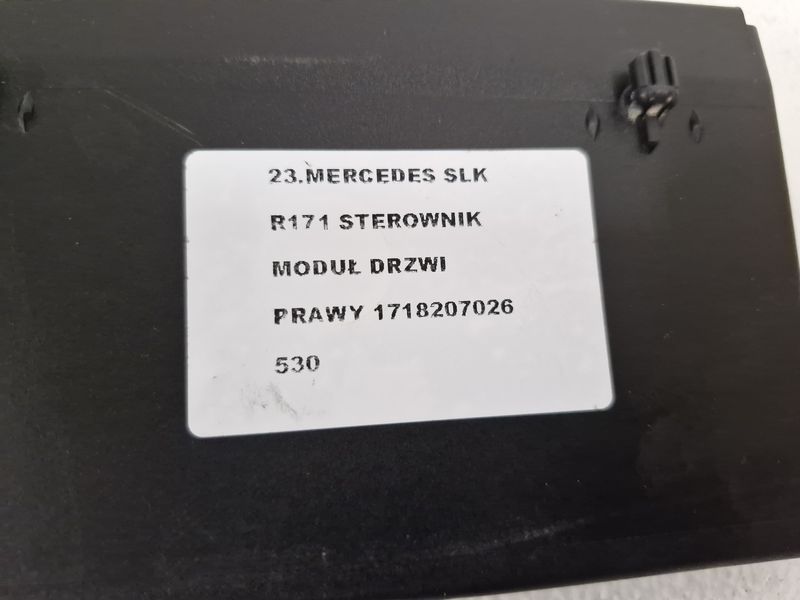 23.MERCEDES SLK
R171 STEROWNIK
MODUŁ DRZWI
PRAWY 1718207026
530